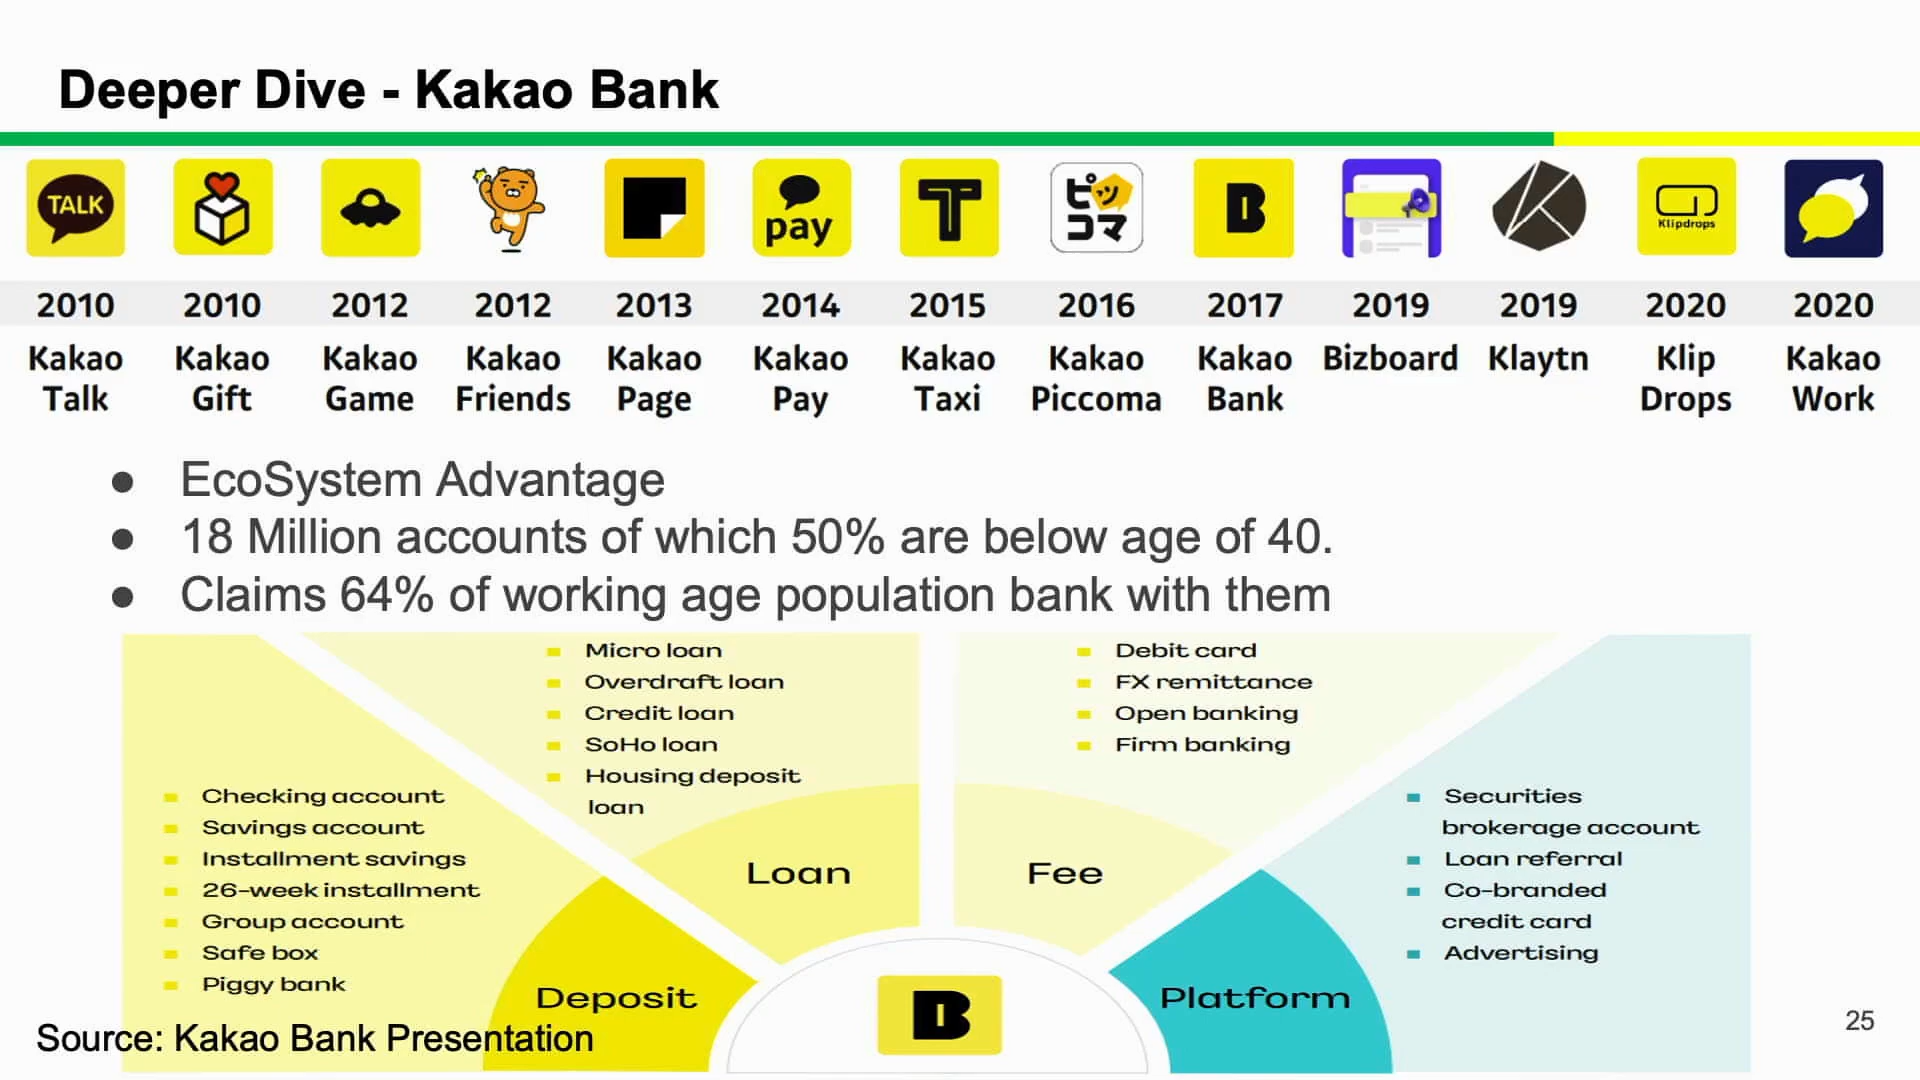 Deeper Dive - Kakao Bank
TALK
pay
T
ピッ
コマ
B
Klipdrops
2010 2010 2012 2012 2013 2014 2015 2016 2017 2019 2019 2020 2020
Kakao Kakao Kakao Kakao Kakao Kakao Kakao Kakao Kakao Bizboard Klaytn Klip Kakao
Talk Gift Game Friends Page Pay Taxi Piccoma Bank Drops Work
● EcoSystem Advantage
● 18 Million accounts of which 50% are below age of 40.
● Claims 64% of working age population bank with them
Checking account
Savings account
Installment savings
26-week installment
Group account
Safe box
Piggy bank
Deposit
Micro loan
Overdraft loan
Credit loan
SoHo loan
Housing deposit
loan
Loan
Debit card
FX remittance
Open banking
Firm banking
Fee
Securities
brokerage account
Loan referral
Co-branded
credit card
Advertising
Platform
B
Source: Kakao Bank Presentation
25